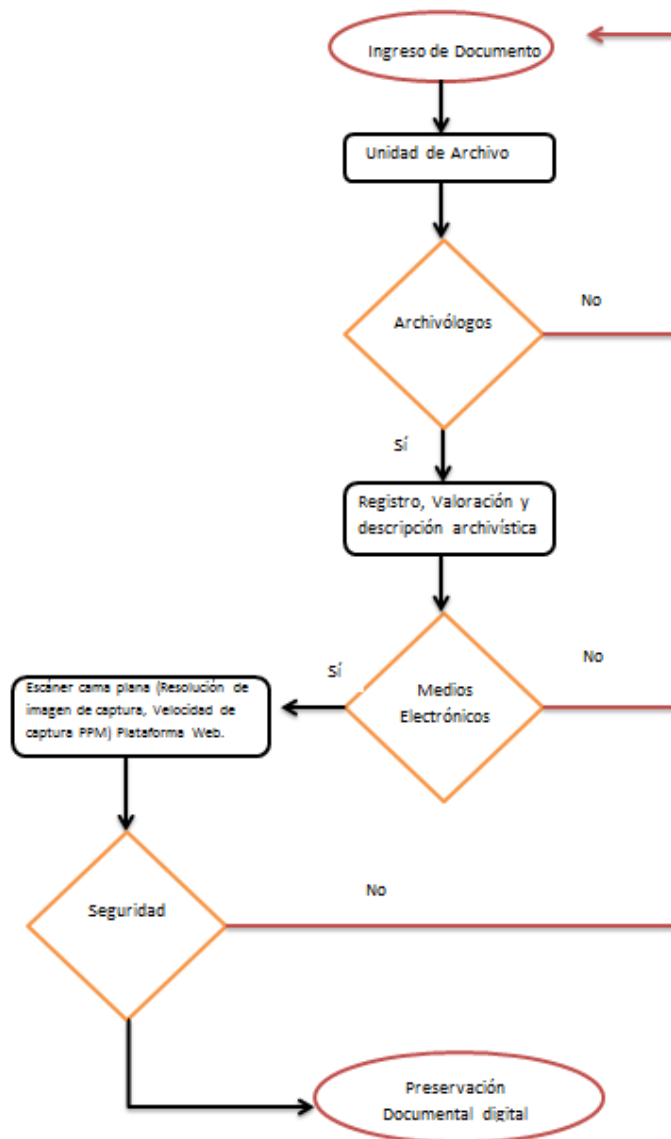 Ingreso de Documento
Unidad de Archivo
Archivólogos
No
Sí
Registro, Valoración y
descripción archivística
Medios
Electrónicos
No
Sí
Escáner cama plana (Resolución de
imagen de captura, Velocidad de
captura PPM) Plataforma Web.
Seguridad
No
Preservación
Documental digital